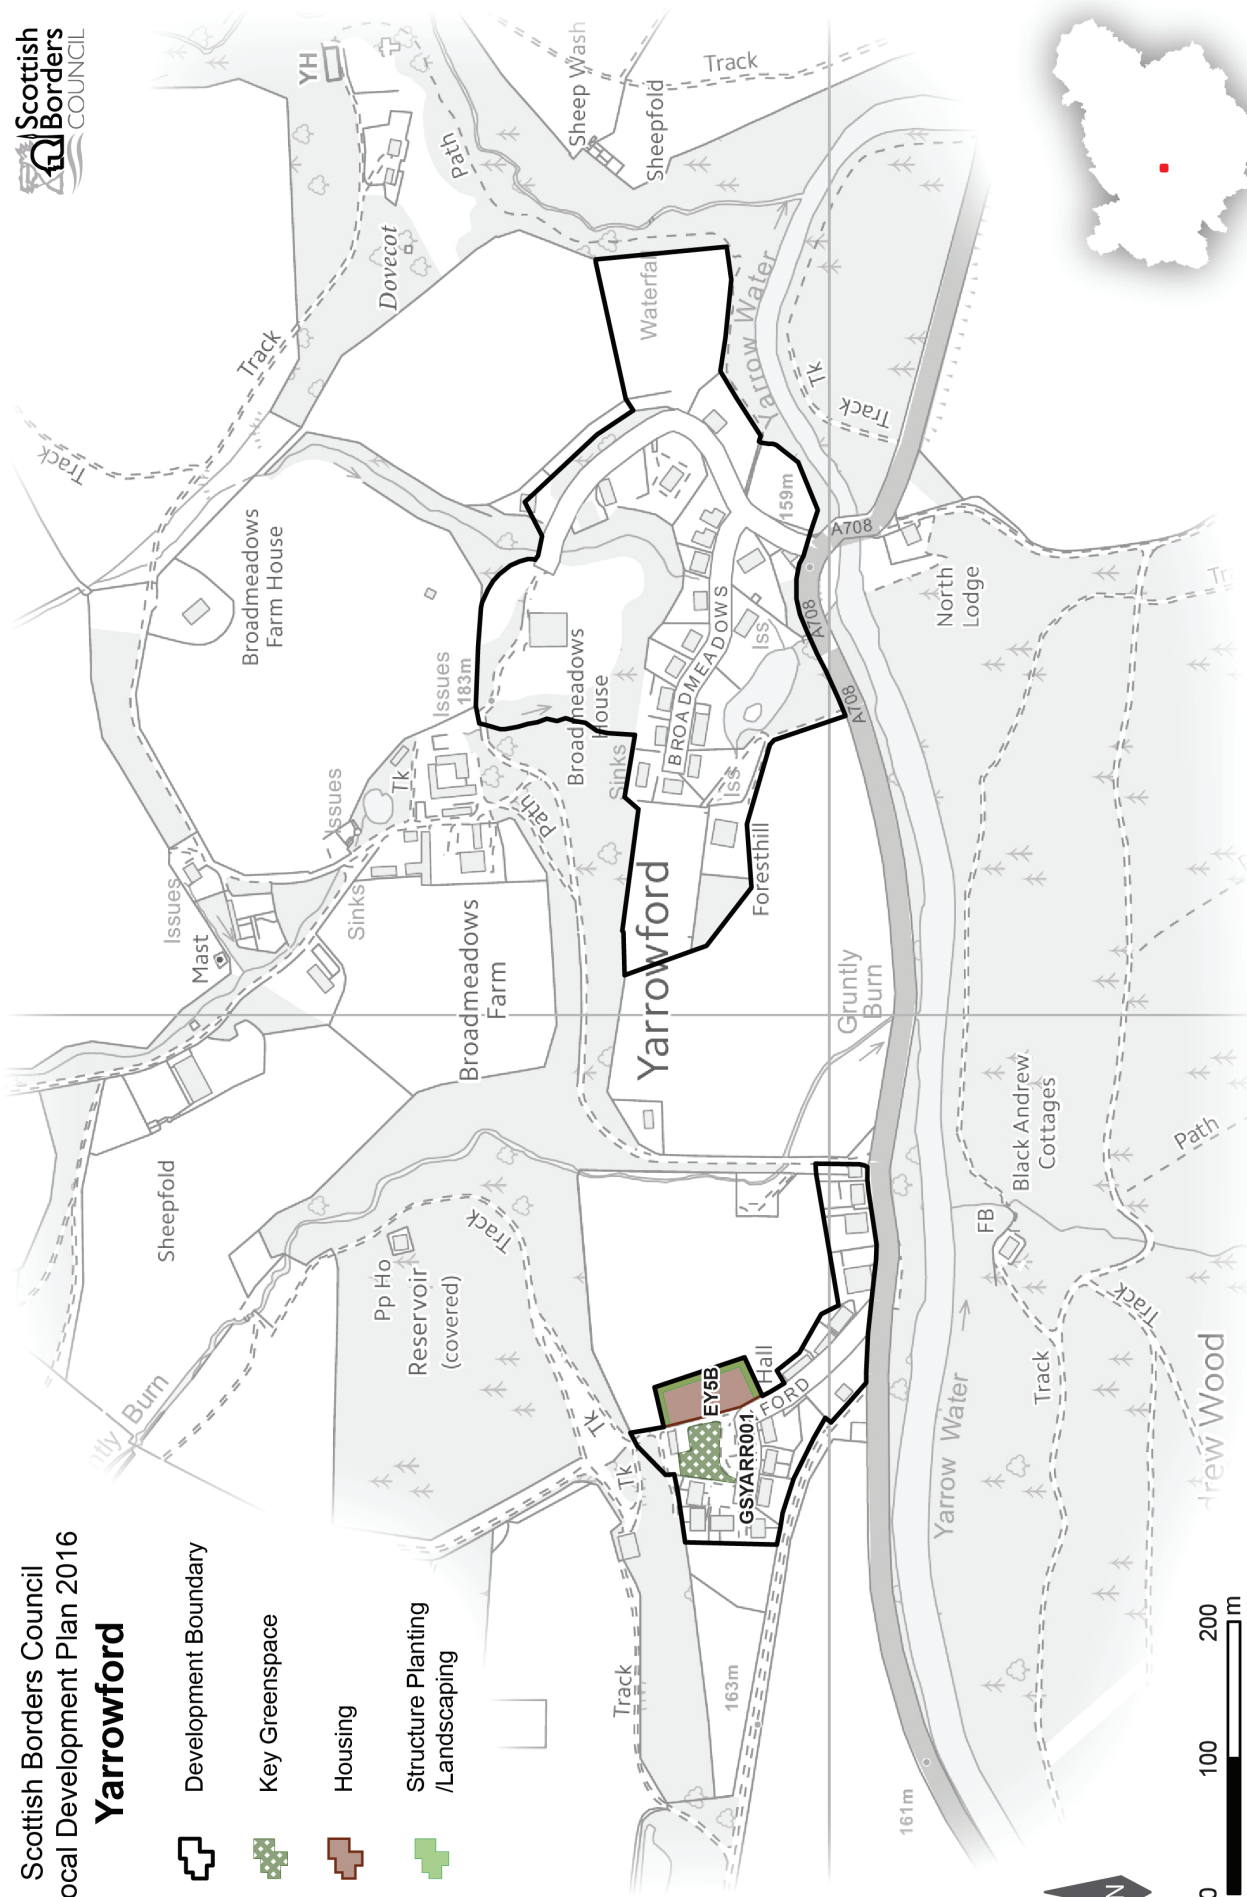 Scottish
Borders
COUNCIL
Scottish Borders Council
ocal Development Plan 2016
Yarrowford
Development Boundary
Key Greenspace
Housing
Structure Planting
/Landscaping
Track
Track
YH
Dovecot
Path
Sheep Wash
Sheepfold
Track
Waterfal
Yarrow Water
Tk
Track
Broadmeadows
Farm House
Issues
183m
Broadmeadows
House
BROADMEADOWS
159m
A708
A708
A708
Iss
Iss
Sinks
North
Lodge
Issues
Tk
Path
Issues
Sinks
Mast
Broadmeadows
Farm
Yarrowford
Foresthill
Gruntly
Burn
Sheepfold
Pp Ho
Reservoir
(covered)
Track
Burn
Tk
Tk
EY5B
GSYARR001
Hall
FORD
Black Andrew
Cottages
FB
Path
Track
Track
Yarrow Water
drew Wood
Track
163m
161m
N
0
100
200
m